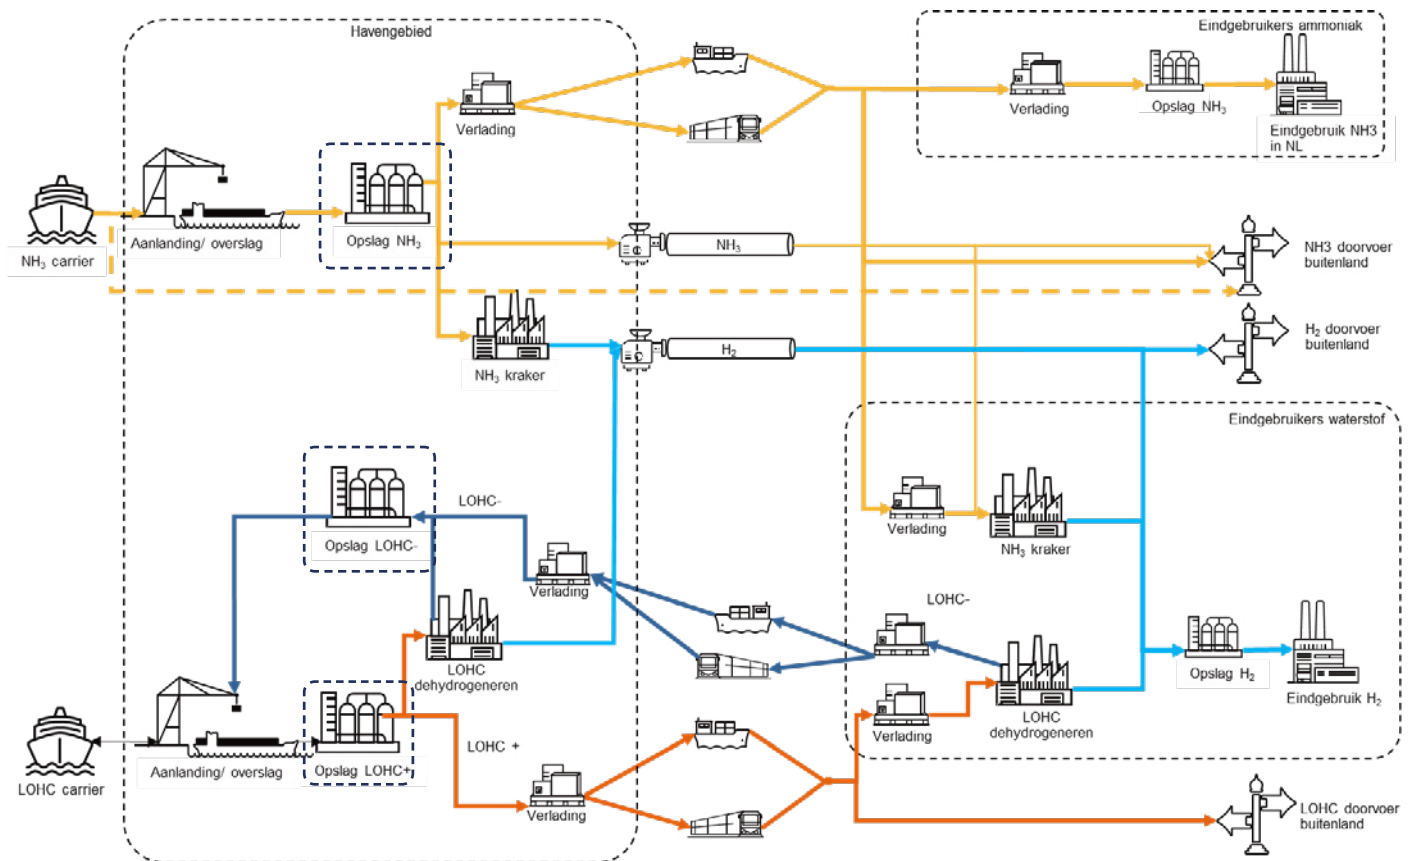 Havengebied
Eindgebruikers ammoniak
Verlading
Verlading
Opslag NH₃
Eindgebruik NH3
in NL
NH₃ carrier
Aanlanding/ overslag
Opslag NH₃
NH₃
NH3 doorvoer
buitenland
NH₃ kraker
H₂
H₂ doorvoer
buitenland
Eindgebruikers waterstof
LOHC-
Opslag LOHC-
Verlading
Verlading
NH₃ kraker
LOHC-
LOHC
dehydrogeneren
Opslag H₂
Eindgebruik H₂
Verlading
LOHC
dehydrogeneren
LOHC carrier
Aanlanding/ overslag
Opslag LOHC+
LOHC +
Verlading
LOHC doorvoer
buitenland